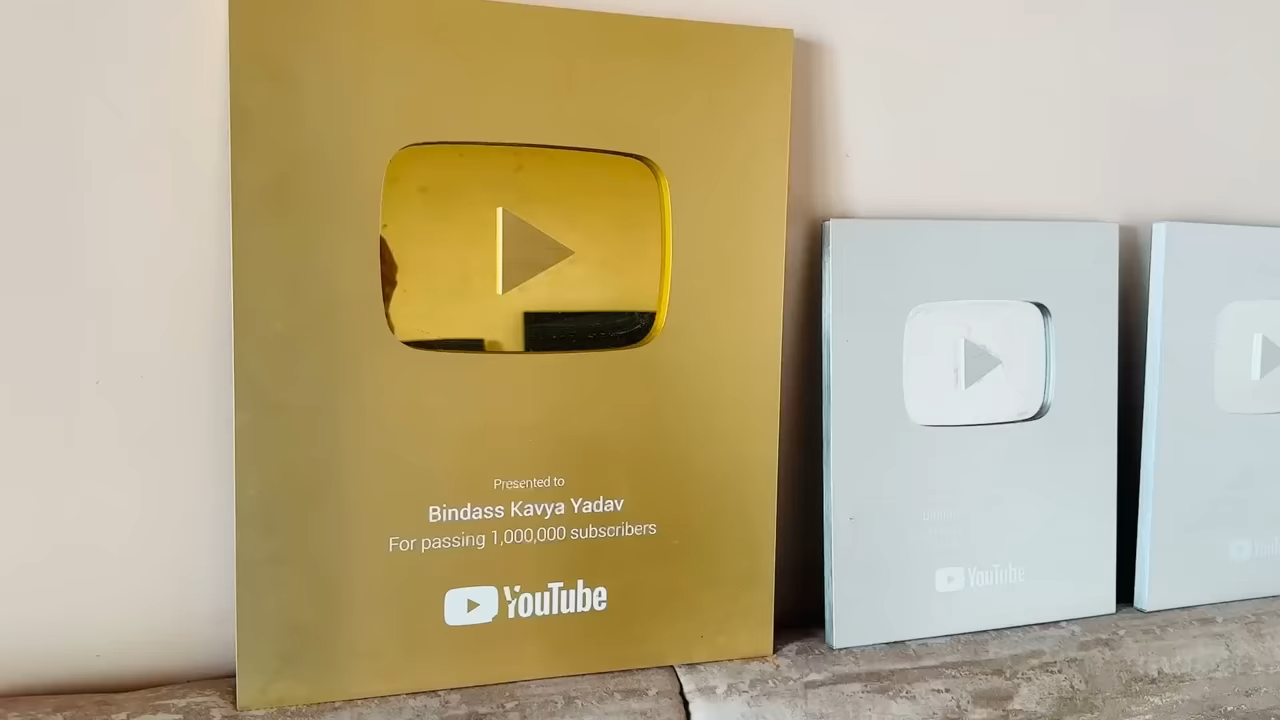 Presented to
Bindass Kavya Yadav
For passing 1,000,000 subscribers
YouTube
YouTube